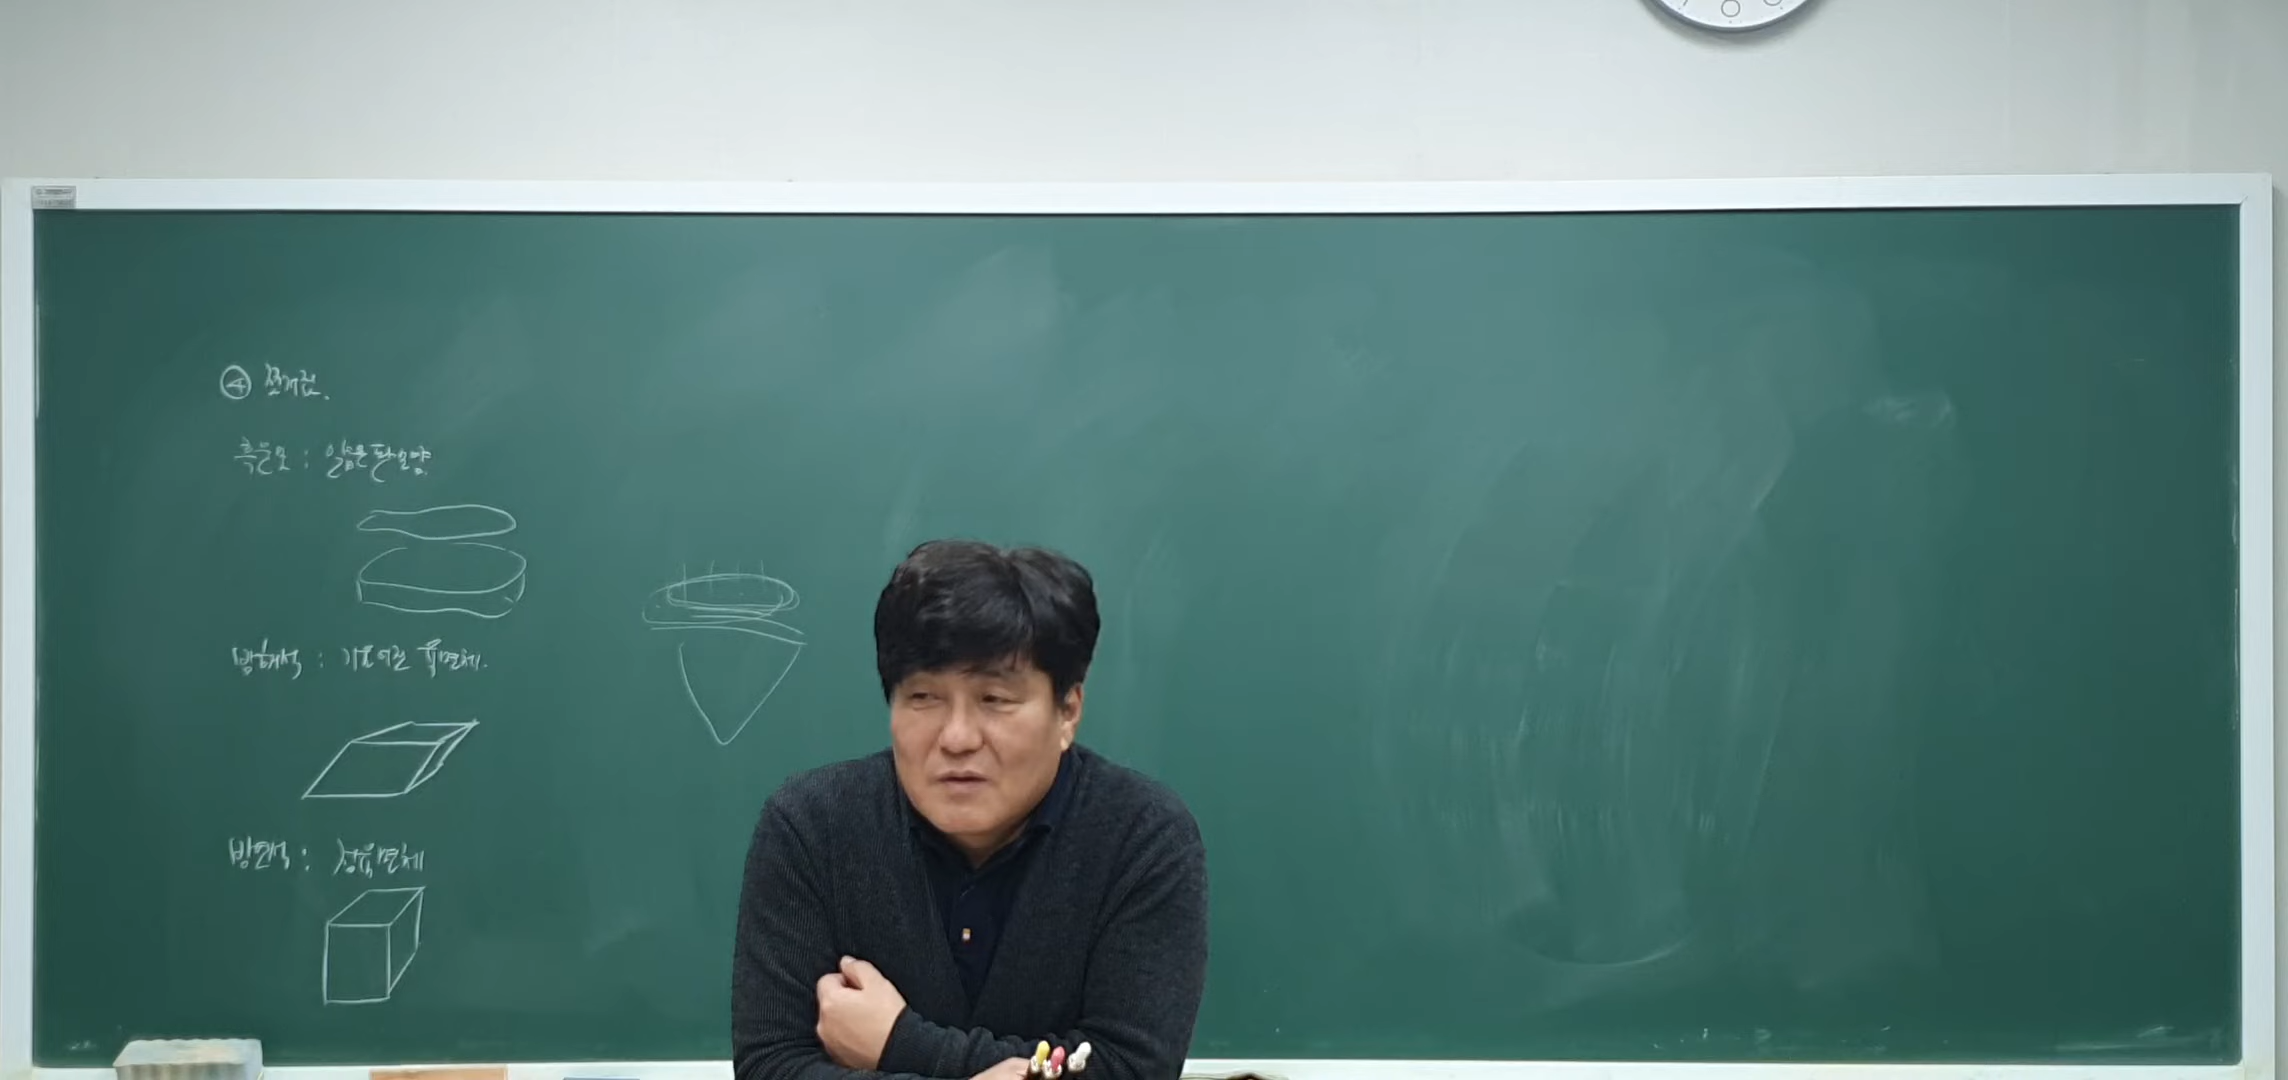 ④ 쪼개짐.
흑운모 : 얇은 판 모양
방해석 : 기울어진 육면체.
방연석 : 정육면체